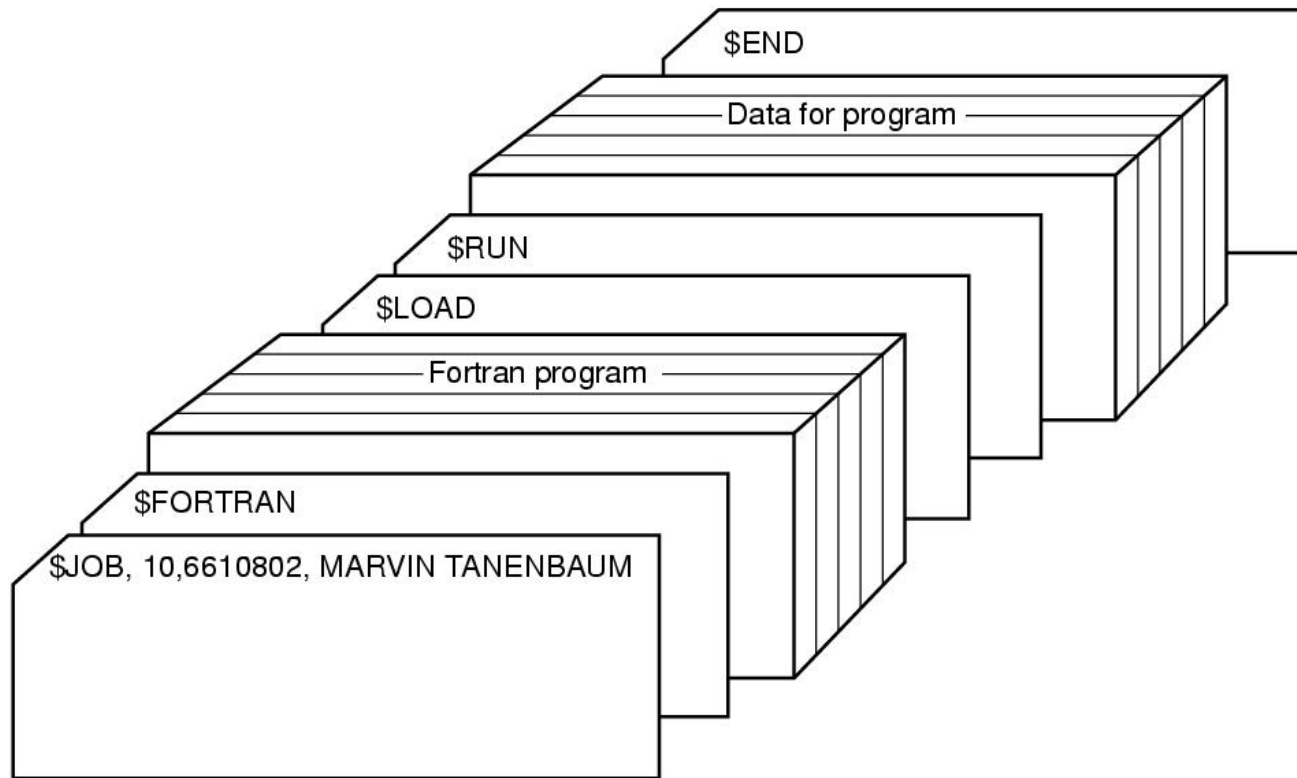 $END
Data for program
$RUN
$LOAD
Fortran program
$FORTRAN
$JOB, 10,6610802, MARVIN TANENBAUM